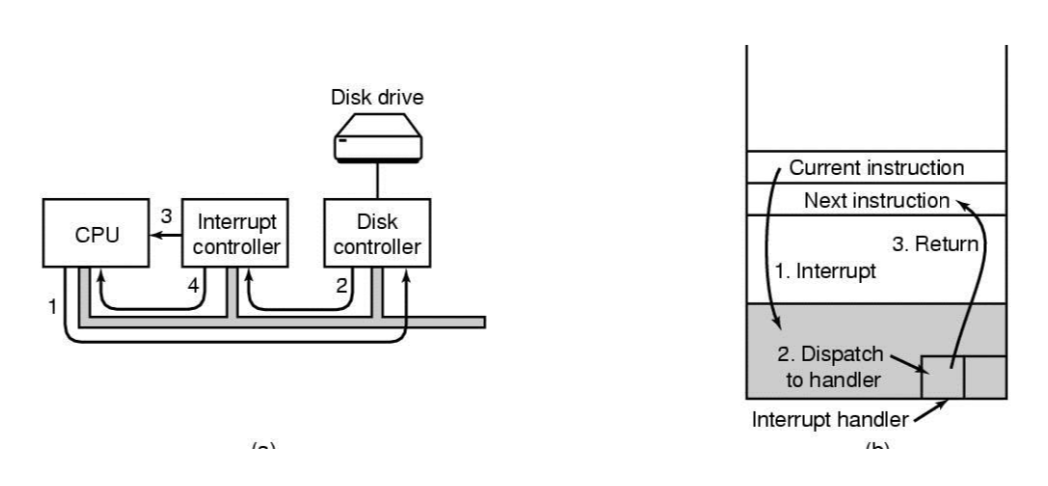 Disk drive
CPU
3
Interrupt
controller
Disk
controller
1
4
2
(a)
Current instruction
Next instruction
3. Return
1. Interrupt
2. Dispatch
to handler
Interrupt handler
(b)